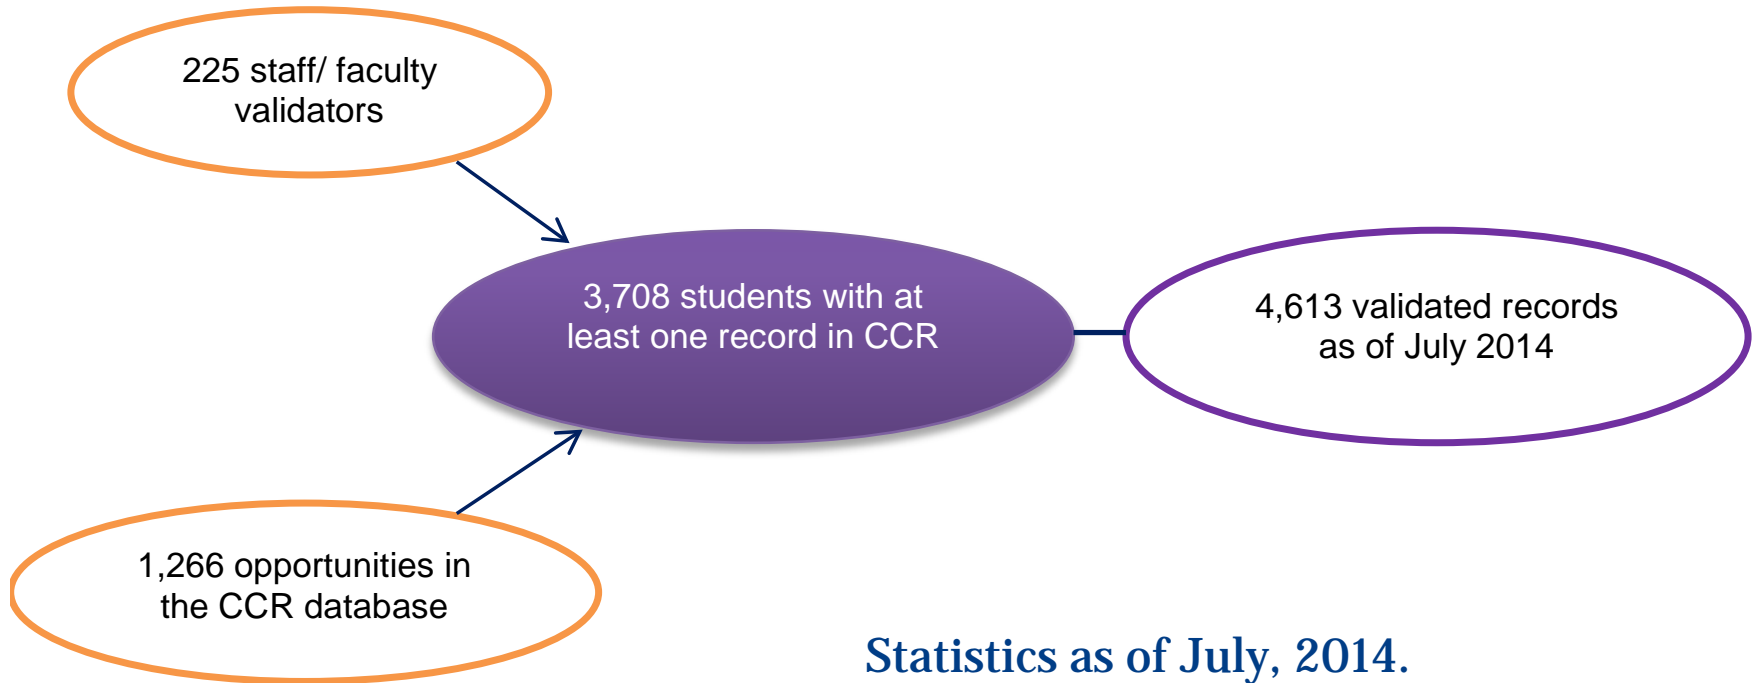 225 staff/ faculty
validators
3,708 students with at
least one record in CCR
4,613 validated records
as of July 2014
1,266 opportunities in
the CCR database
Statistics as of July, 2014.